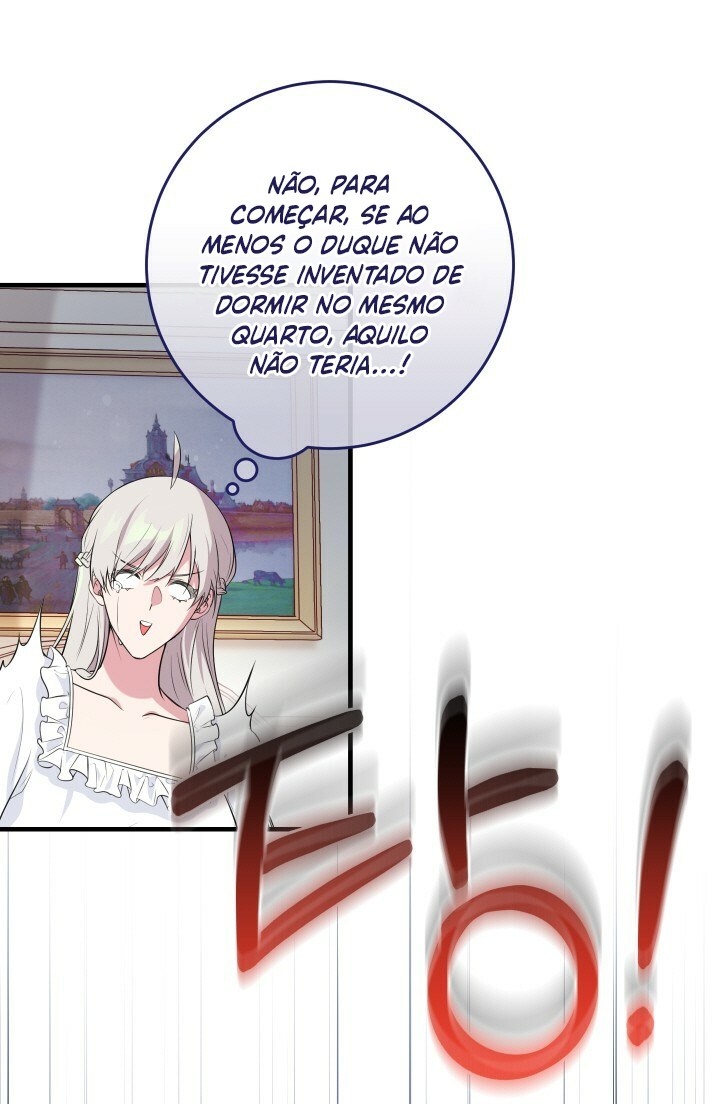 NÃO, PARA
COMEÇAR, SE AO
MENOS O DUQUE NÃO
TIVESSE INVENTADO DE
DORMIR NO MESMO
QUARTO, AQUILO
NÃO TERIA...!
탕!